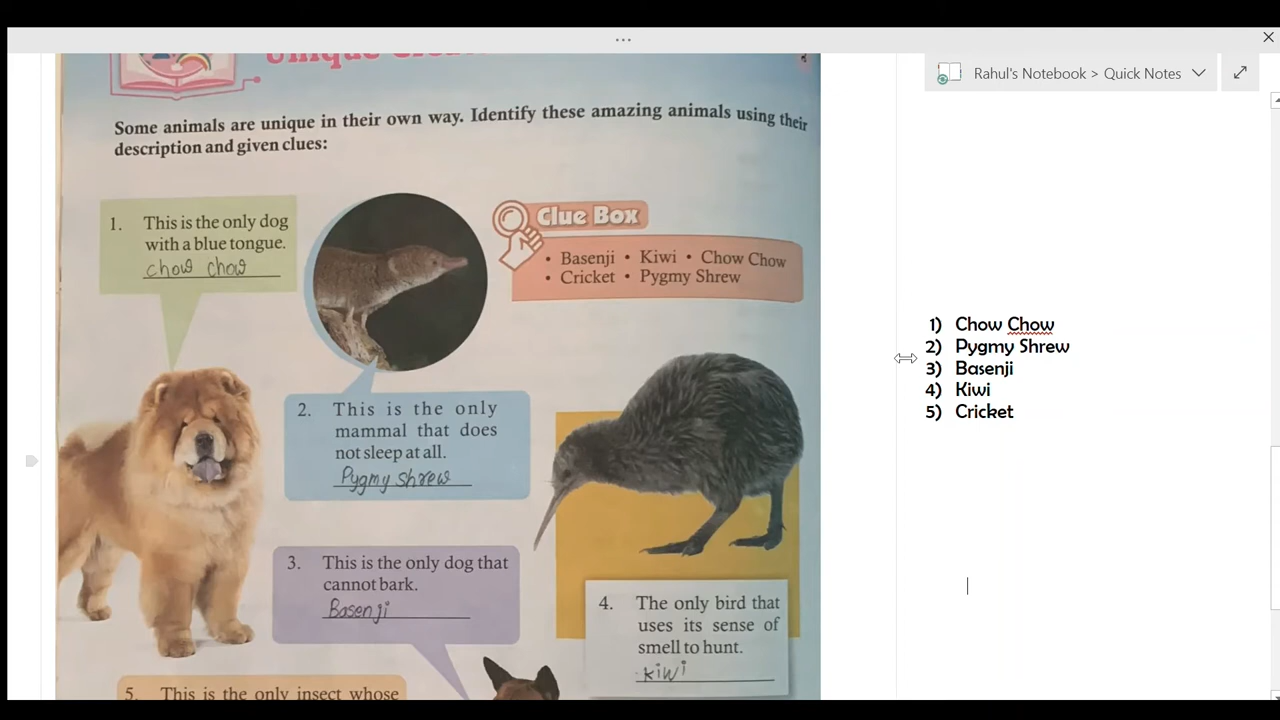 ...
Rahul's Notebook > Quick Notes
Some animals are unique in their own way. Identify these amazing animals using their
description and given clues:
1. This is the only dog
with a blue tongue.
chow chow
Clue Box
• Basenji • Kiwi • Chow Chow
• Cricket • Pygmy Shrew
2. This is the only
mammal that does
not sleep at all.
Pygmy shrew
3. This is the only dog that
cannot bark.
Basenji
4. The only bird that
uses its sense of
smell to hunt.
kiwi
5. This is the only insect whose
1) Chow Chow
2) Pygmy Shrew
3) Basenji
4) Kiwi
5) Cricket